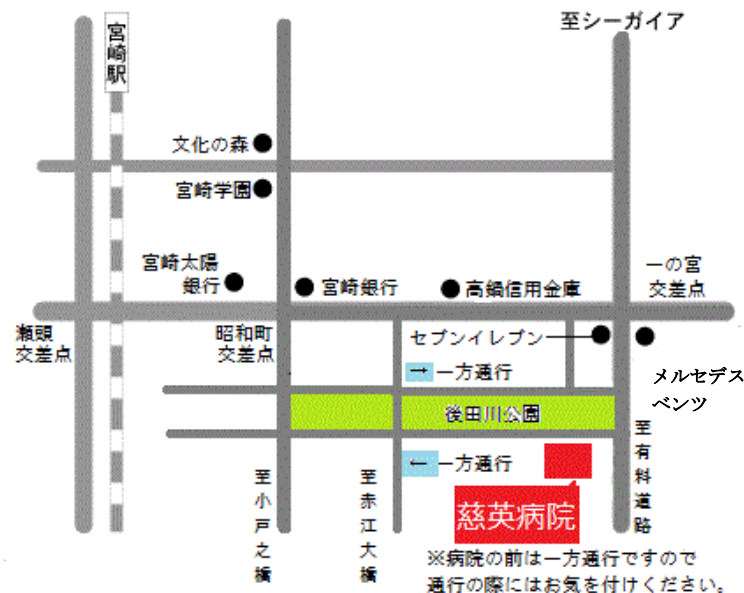 至シーガイア
宮崎駅
文化の森
宮崎学園
宮崎太陽
銀行
宮崎銀行
高鍋信用金庫
一の宮
交差点
瀬頭
交差点
昭和町
交差点
セブンイレブン
メルセデス
ベンツ
→一方通行
後田川公園
←一方通行
至小戸之橋
至赤江大橋
至有料道路
慈英病院
※病院の前は一方通行ですので
通行の際にはお気を付けください。